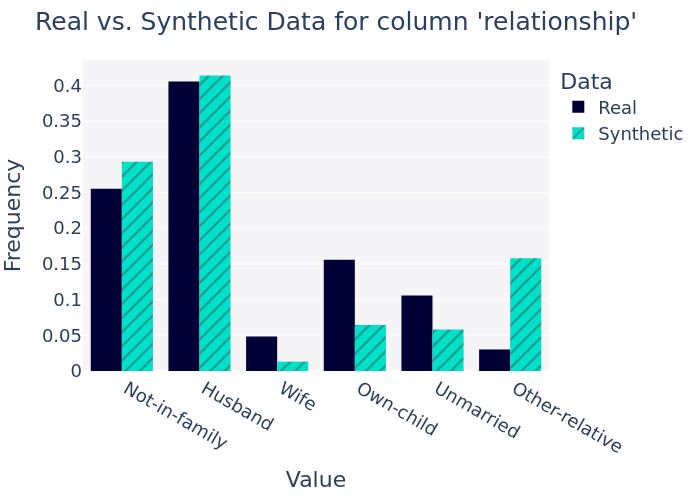 Real vs. Synthetic Data for column 'relationship'
Data
Real
Synthetic
Frequency
0.4
0.35
0.3
0.25
0.2
0.15
0.1
0.05
0
Not-in-family
Husband
Wife
Own-child
Unmarried
Other-relative
Value